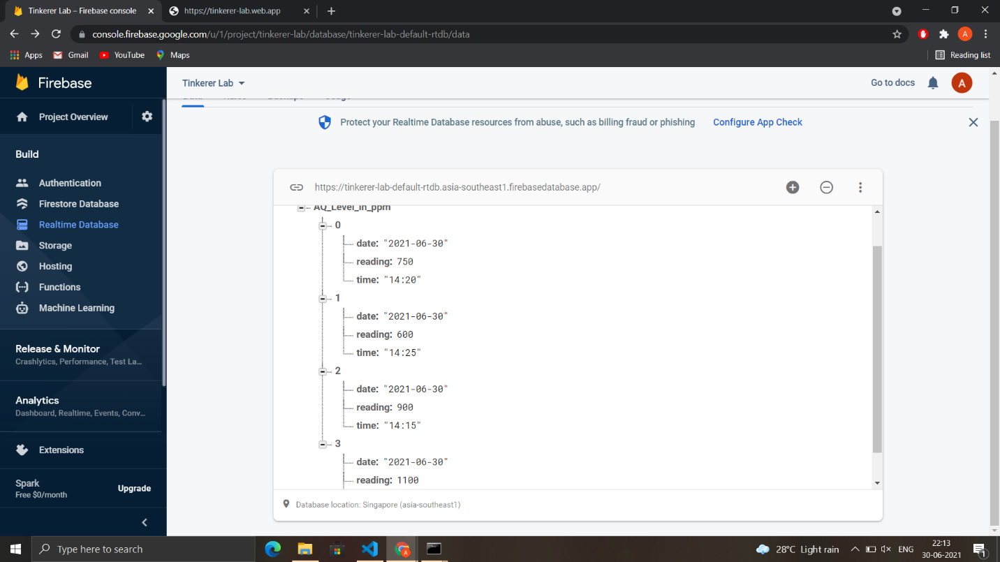 Tinkerer Lab – Firebase console
https://tinkerer-lab.web.app
console.firebase.google.com/u/1/project/tinkerer-lab/database/tinkerer-lab-default-rtdb/data
A
Apps Gmail YouTube Maps Reading list
Firebase
Tinkerer Lab
Go to docs
A
Project Overview
Build
Authentication
Firestore Database
Realtime Database
Storage
Hosting
Functions
Machine Learning
Release & Monitor
Crashlytics, Performance, Test La...
Analytics
Dashboard, Realtime, Events, Conv...
Extensions
Spark
Free $0/month
Upgrade
Protect your Realtime Database resources from abuse, such as billing fraud or phishing Configure App Check
https://tinkerer-lab-default-rtdb.asia-southeast1.firebasedatabase.app/
AQ_Level_in_ppm
0
date: "2021-06-30"
reading: 750
time: "14:20"
1
date: "2021-06-30"
reading: 600
time: "14:25"
2
date: "2021-06-30"
reading: 900
time: "14:15"
3
date: "2021-06-30"
reading: 1100
Database location: Singapore (asia-southeast1)
Type here to search
A
28°C Light rain
ENG
22:13
30-06-2021
1